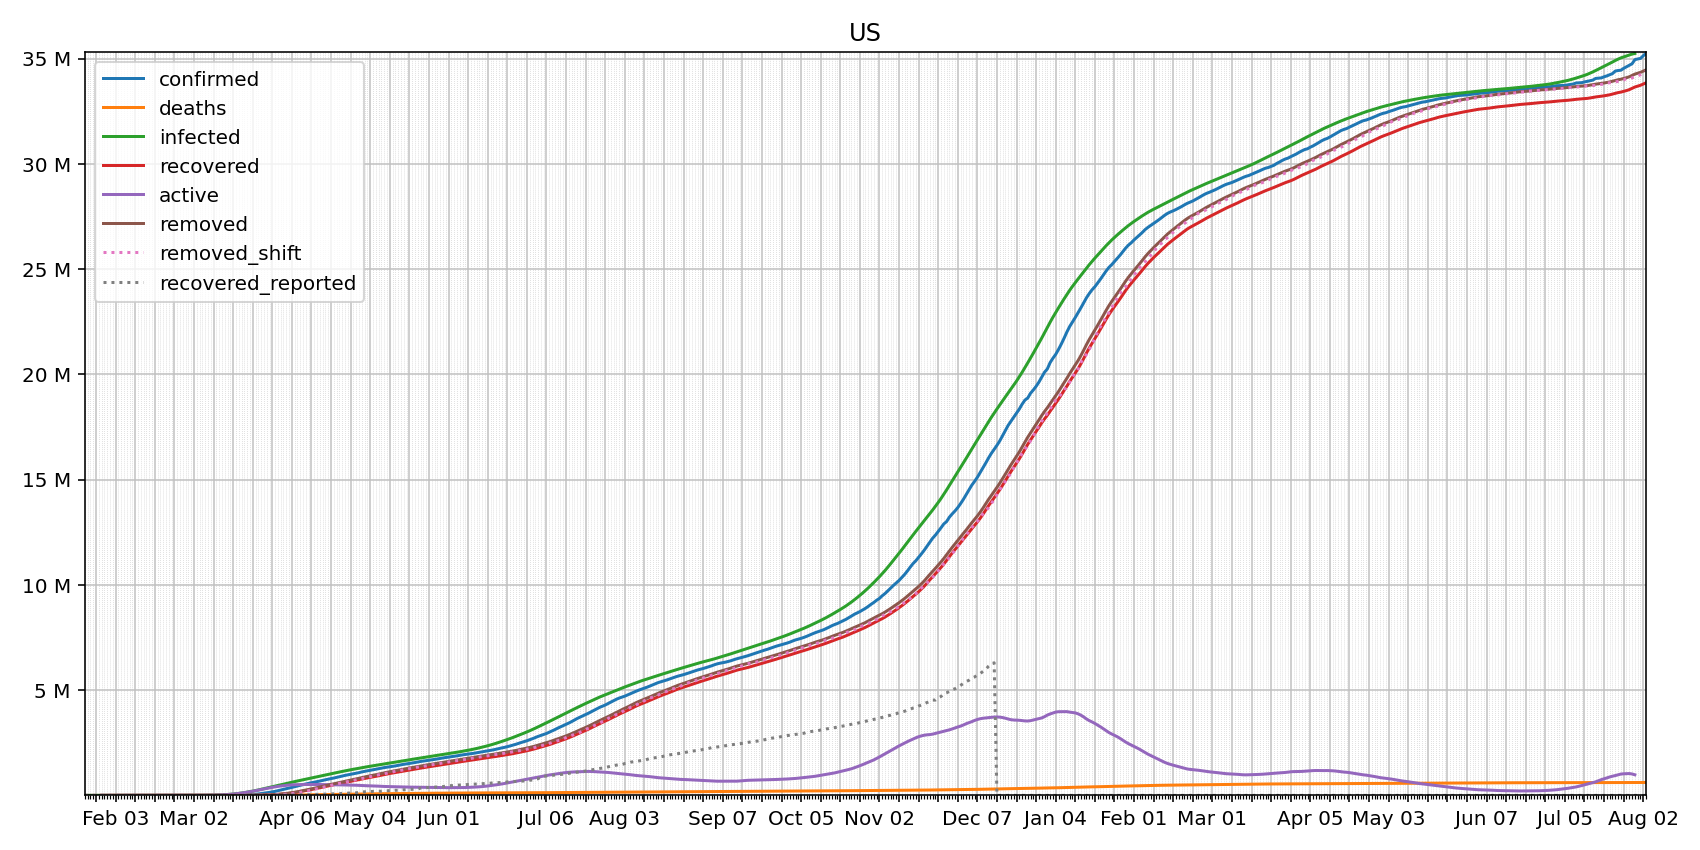 US
35 M
30 M
25 M
20 M
15 M
10 M
5 M
confirmed
deaths
infected
recovered
active
removed
removed_shift
recovered_reported
Feb 03 Mar 02 Apr 06 May 04 Jun 01 Jul 06 Aug 03 Sep 07 Oct 05 Nov 02 Dec 07 Jan 04 Feb 01 Mar 01 Apr 05 May 03 Jun 07 Jul 05 Aug 02